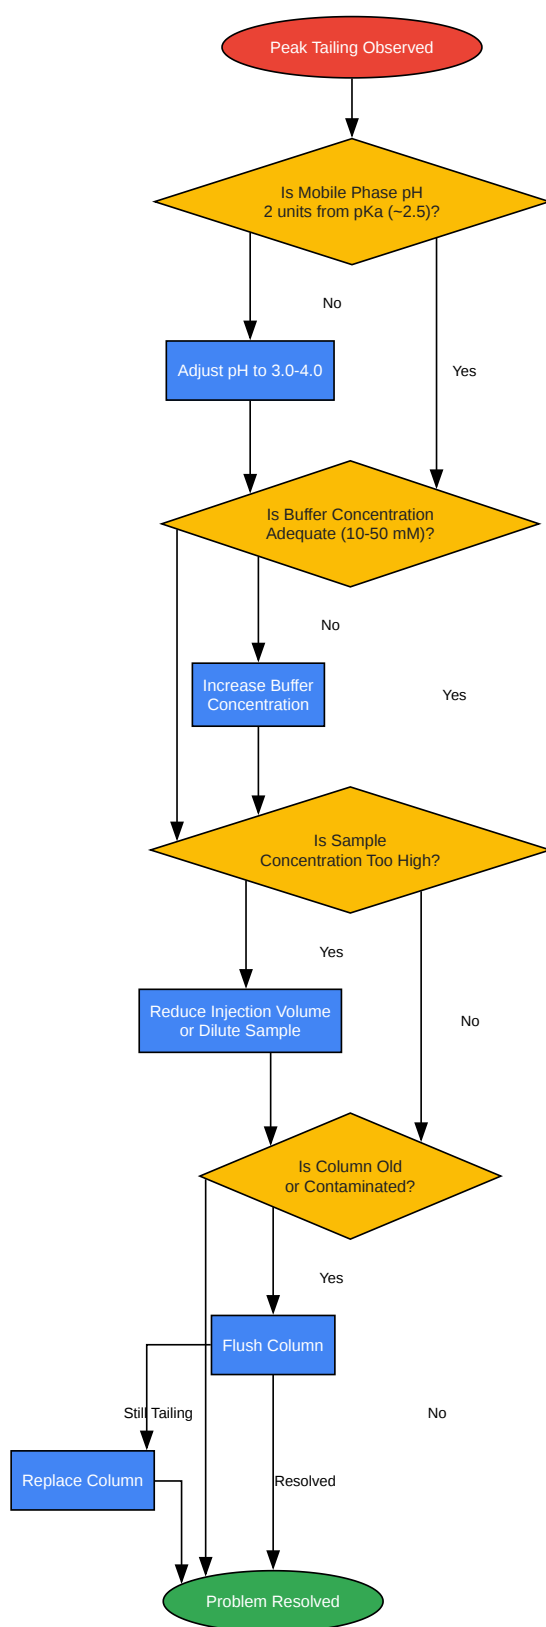 Peak Tailing Observed
Is Mobile Phase pH
2 units from pKa (~2.5)?
No
Adjust pH to 3.0-4.0
Yes
Is Buffer Concentration
Adequate (10-50 mM)?
No
Increase Buffer
Concentration
Yes
Is Sample
Concentration Too High?
Yes
Reduce Injection Volume
or Dilute Sample
No
Is Column Old
or Contaminated?
Yes
Flush Column
Still Tailing
No
Replace Column
Resolved
Problem Resolved